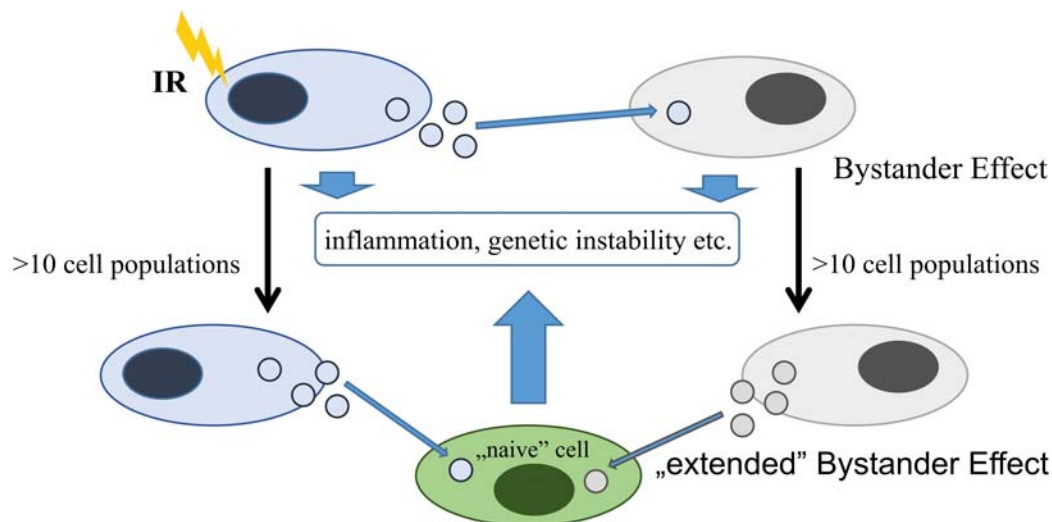 IR
Bystander Effect
inflammation, genetic instability etc.
>10 cell populations
>10 cell populations
„naive” cell
„extended” Bystander Effect